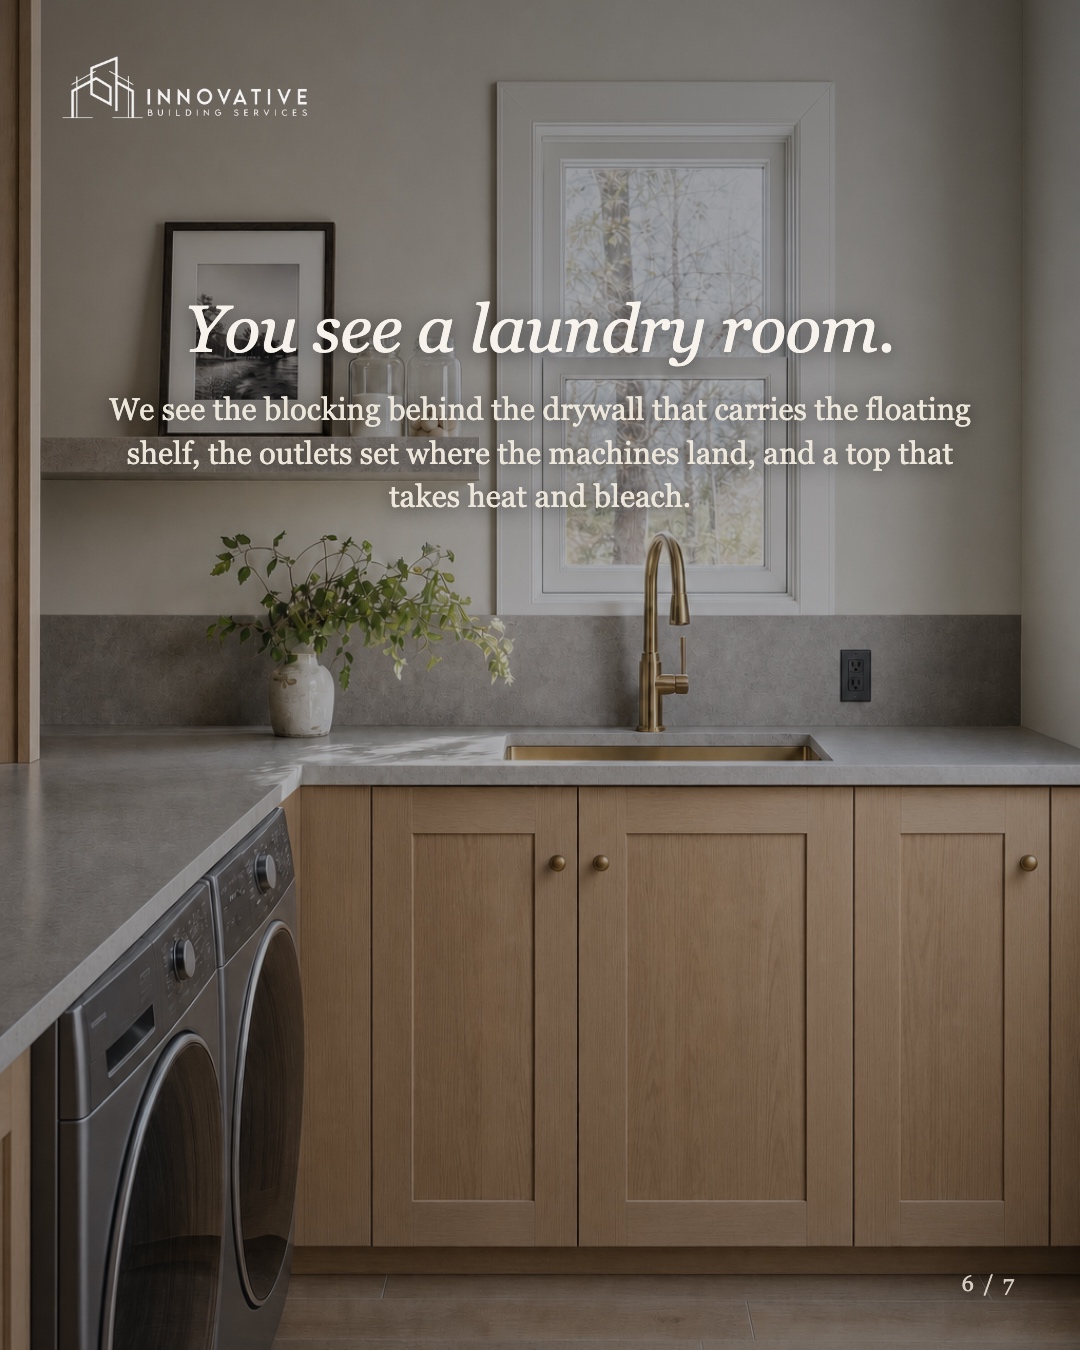 INNOVATIVE
BUILDING SERVICES
You see a laundry room.
We see the blocking behind the drywall that carries the floating
shelf, the outlets set where the machines land, and a top that
takes heat and bleach.
6 / 7